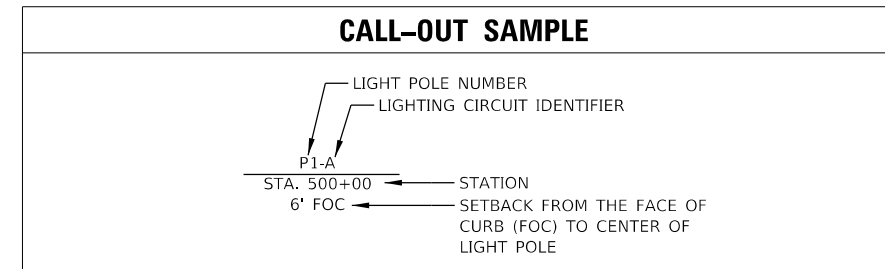 CALL-OUT SAMPLE
LIGHT POLE NUMBER
LIGHTING CIRCUIT IDENTIFIER
P1-A
STA. 500+00
STATION
6' FOC
SETBACK FROM THE FACE OF
CURB (FOC) TO CENTER OF
LIGHT POLE